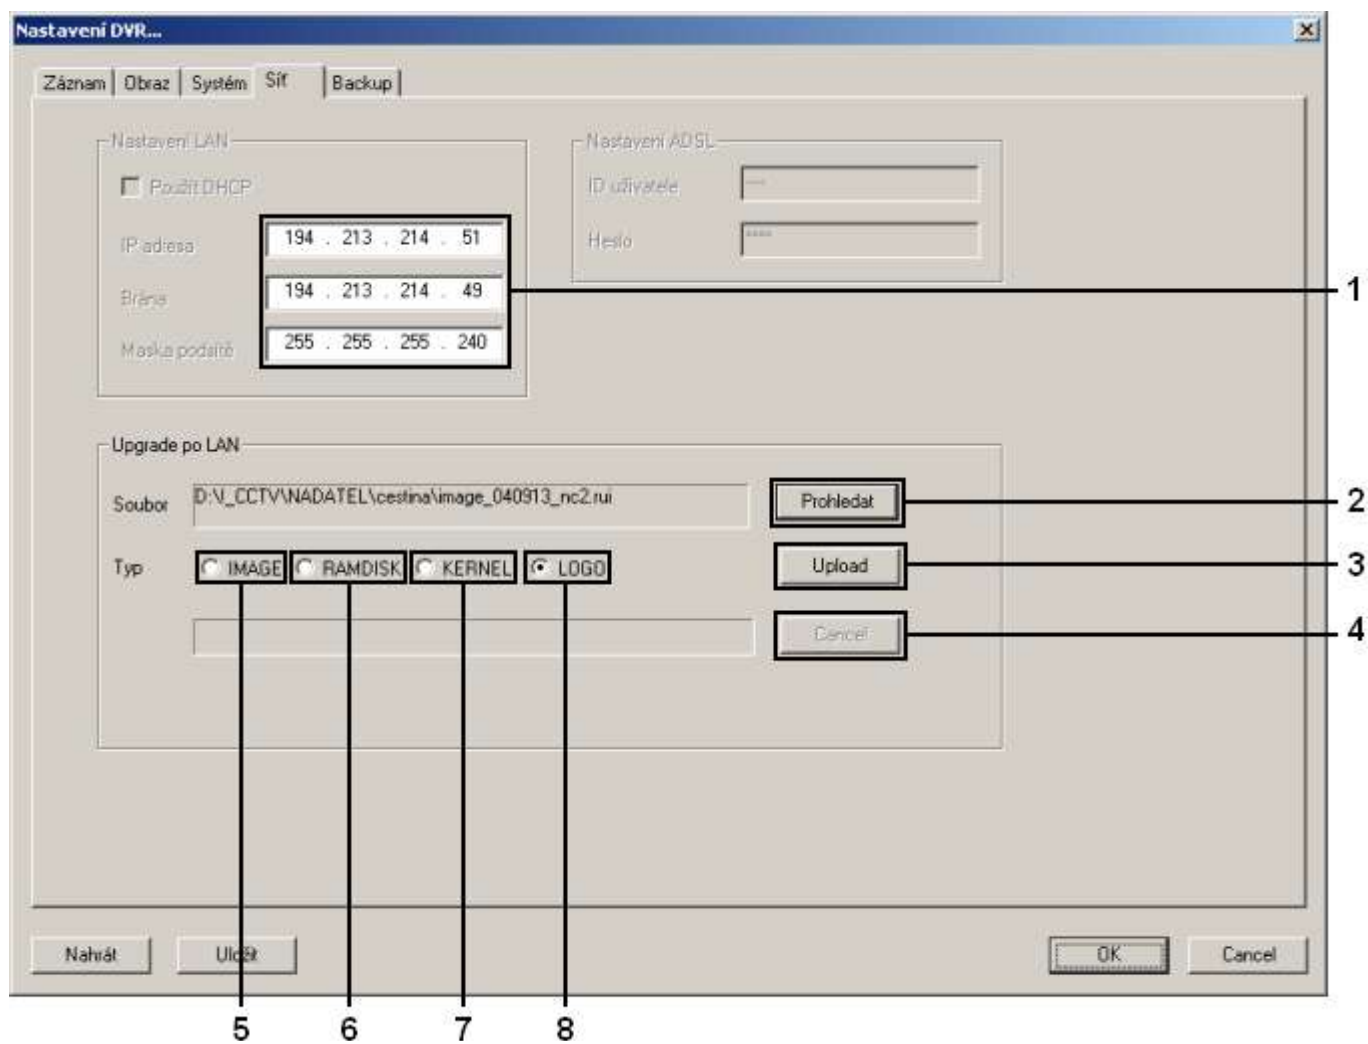 Nastavení DVR...
Záznam Obraz Systém Síť Backup
Nastavení LAN
Nastavení ADSL
Použít DHCP
ID uživatele ---
IP adresa 194 . 213 . 214 . 51
Heslo ****
Brána 194 . 213 . 214 . 49
1
Maska podsítě 255 . 255 . 255 . 240
Upgrade po LAN
Soubor D:\I_CCTV\NADATEL\cestina\image_040913_nc2.rui Prohledat 2
Typ IMAGE RAMDISK KERNEL LOGO Upload 3
Cancel 4
Nahrát Uložit OK Cancel
5 6 7 8